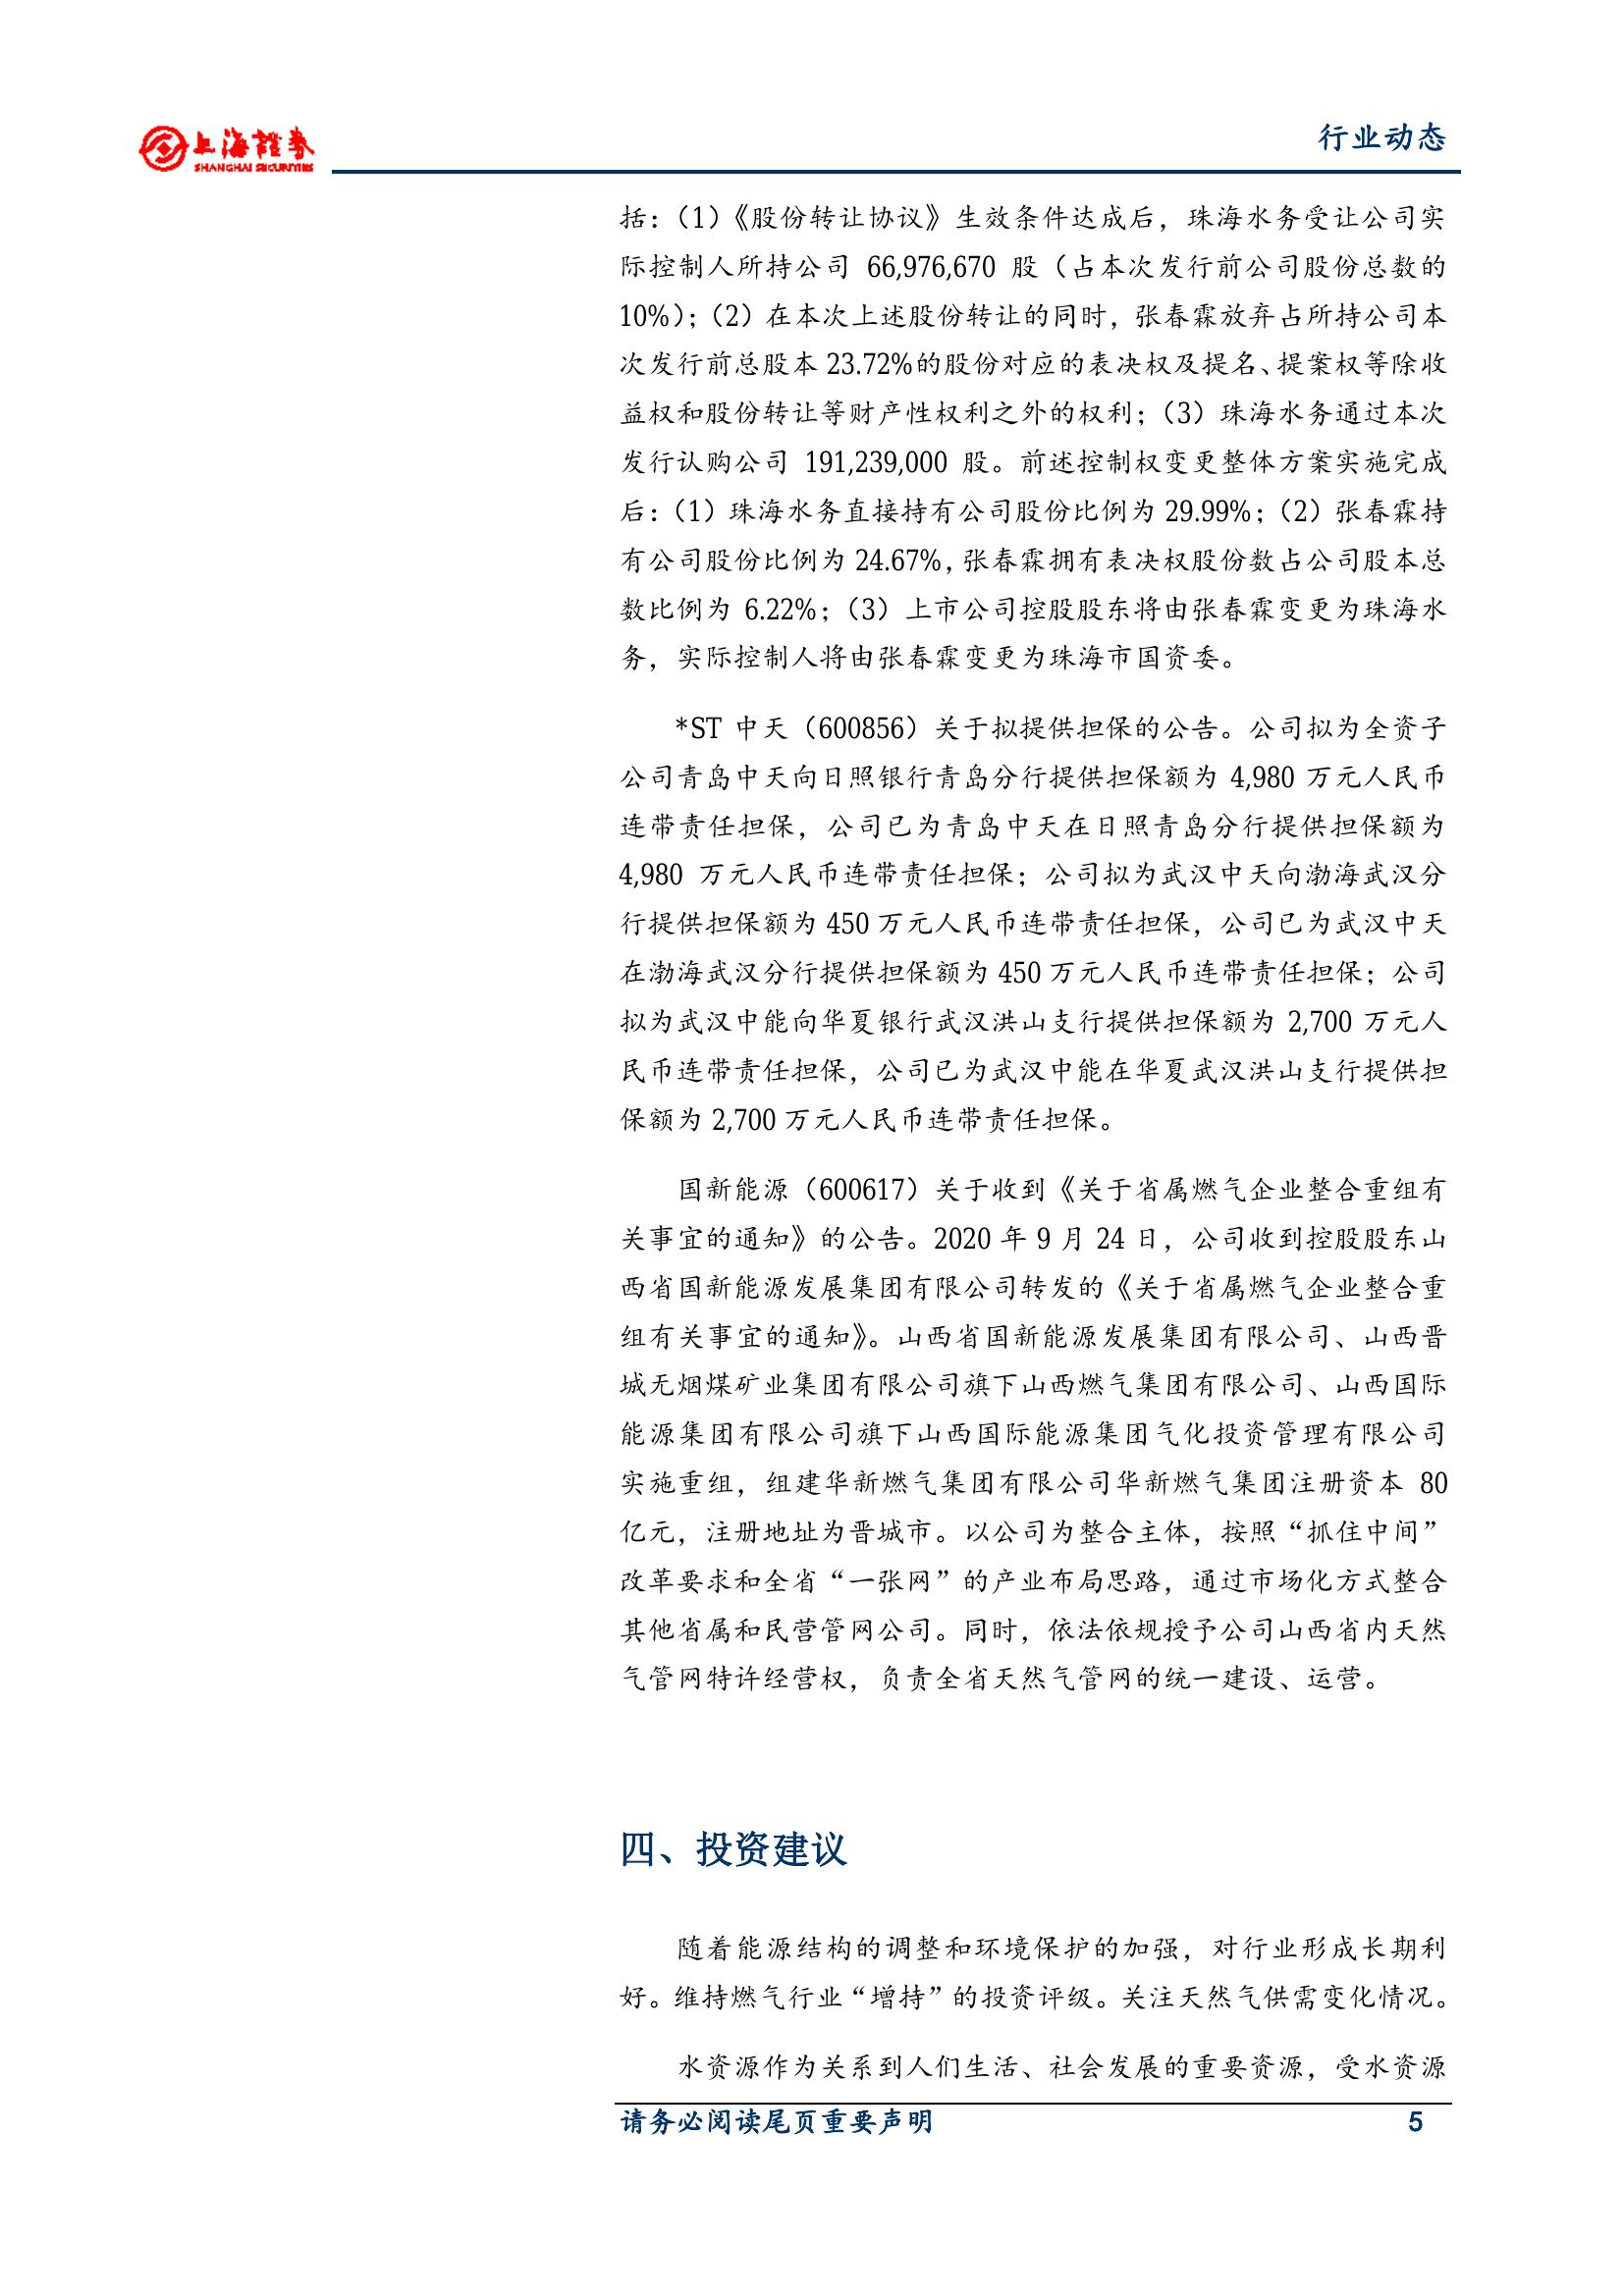 上海證券
SHANGHAI SECURITIES
行业动态
括：（1）《股份转让协议》生效条件达成后，珠海水务受让公司实
际控制人所持公司 66,976,670 股（占本次发行前公司股份总数的
10%）；（2）在本次上述股份转让的同时，张春霖放弃占所持公司本
次发行前总股本 23.72%的股份对应的表决权及提名、提案权等除收
益权和股份转让等财产性权利之外的权利；（3）珠海水务通过本次
发行认购公司 191,239,000 股。前述控制权变更整体方案实施完成
后：（1）珠海水务直接持有公司股份比例为 29.99%；（2）张春霖持
有公司股份比例为 24.67%，张春霖拥有表决权股份数占公司股本总
数比例为 6.22%；（3）上市公司控股股东将由张春霖变更为珠海水
务，实际控制人将由张春霖变更为珠海市国资委。
*ST 中天（600856）关于拟提供担保的公告。公司拟为全资子
公司青岛中天向日照银行青岛分行提供担保额为 4,980 万元人民币
连带责任担保，公司已为青岛中天在日照青岛分行提供担保额为
4,980 万元人民币连带责任担保；公司拟为武汉中天向渤海武汉分
行提供担保额为 450 万元人民币连带责任担保，公司已为武汉中天
在渤海武汉分行提供担保额为 450 万元人民币连带责任担保；公司
拟为武汉中能向华夏银行武汉洪山支行提供担保额为 2,700 万元人
民币连带责任担保，公司已为武汉中能在华夏武汉洪山支行提供担
保额为 2,700 万元人民币连带责任担保。
国新能源（600617）关于收到《关于省属燃气企业整合重组有
关事宜的通知》的公告。2020 年 9 月 24 日，公司收到控股股东山
西省国新能源发展集团有限公司转发的《关于省属燃气企业整合重
组有关事宜的通知》。山西省国新能源发展集团有限公司、山西晋
城无烟煤矿业集团有限公司旗下山西燃气集团有限公司、山西国际
能源集团有限公司旗下山西国际能源集团气化投资管理有限公司
实施重组，组建华新燃气集团有限公司华新燃气集团注册资本 80
亿元，注册地址为晋城市。以公司为整合主体，按照“抓住中间”
改革要求和全省“一张网”的产业布局思路，通过市场化方式整合
其他省属和民营管网公司。同时，依法依规授予公司山西省内天然
气管网特许经营权，负责全省天然气管网的统一建设、运营。
四、投资建议
随着能源结构的调整和环境保护的加强，对行业形成长期利
好。维持燃气行业“增持”的投资评级。关注天然气供需变化情况。
水资源作为关系到人们生活、社会发展的重要资源，受水资源
请务必阅读尾页重要声明 5